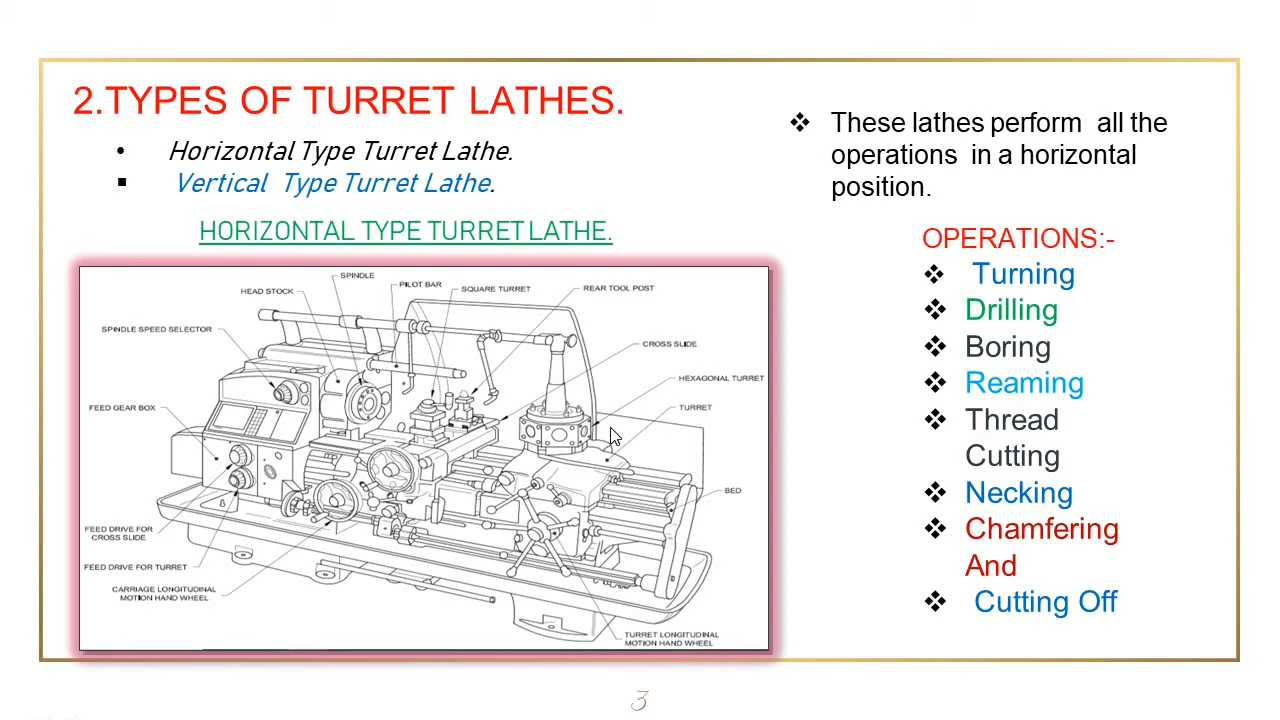 2.TYPES OF TURRET LATHES.
• Horizontal Type Turret Lathe.
▪ Vertical Type Turret Lathe.
HORIZONTAL TYPE TURRET LATHE.
SPINDLE
HEAD STOCK
PILOT BAR
SQUARE TURRET
REAR TOOL POST
SPINDLE SPEED SELECTOR
CROSS SLIDE
HEXAGONAL TURRET
FEED GEAR BOX
TURRET
BED
FEED DRIVE FOR
CROSS SLIDE
FEED DRIVE FOR TURRET
CARRIAGE LONGITUDINAL
MOTION HAND WHEEL
TURRET LONGITUDINAL
MOTION HAND WHEEL
❖ These lathes perform all the
operations in a horizontal
position.
OPERATIONS:-
❖ Turning
❖ Drilling
❖ Boring
❖ Reaming
❖ Thread
Cutting
❖ Necking
❖ Chamfering
And
❖ Cutting Off
3